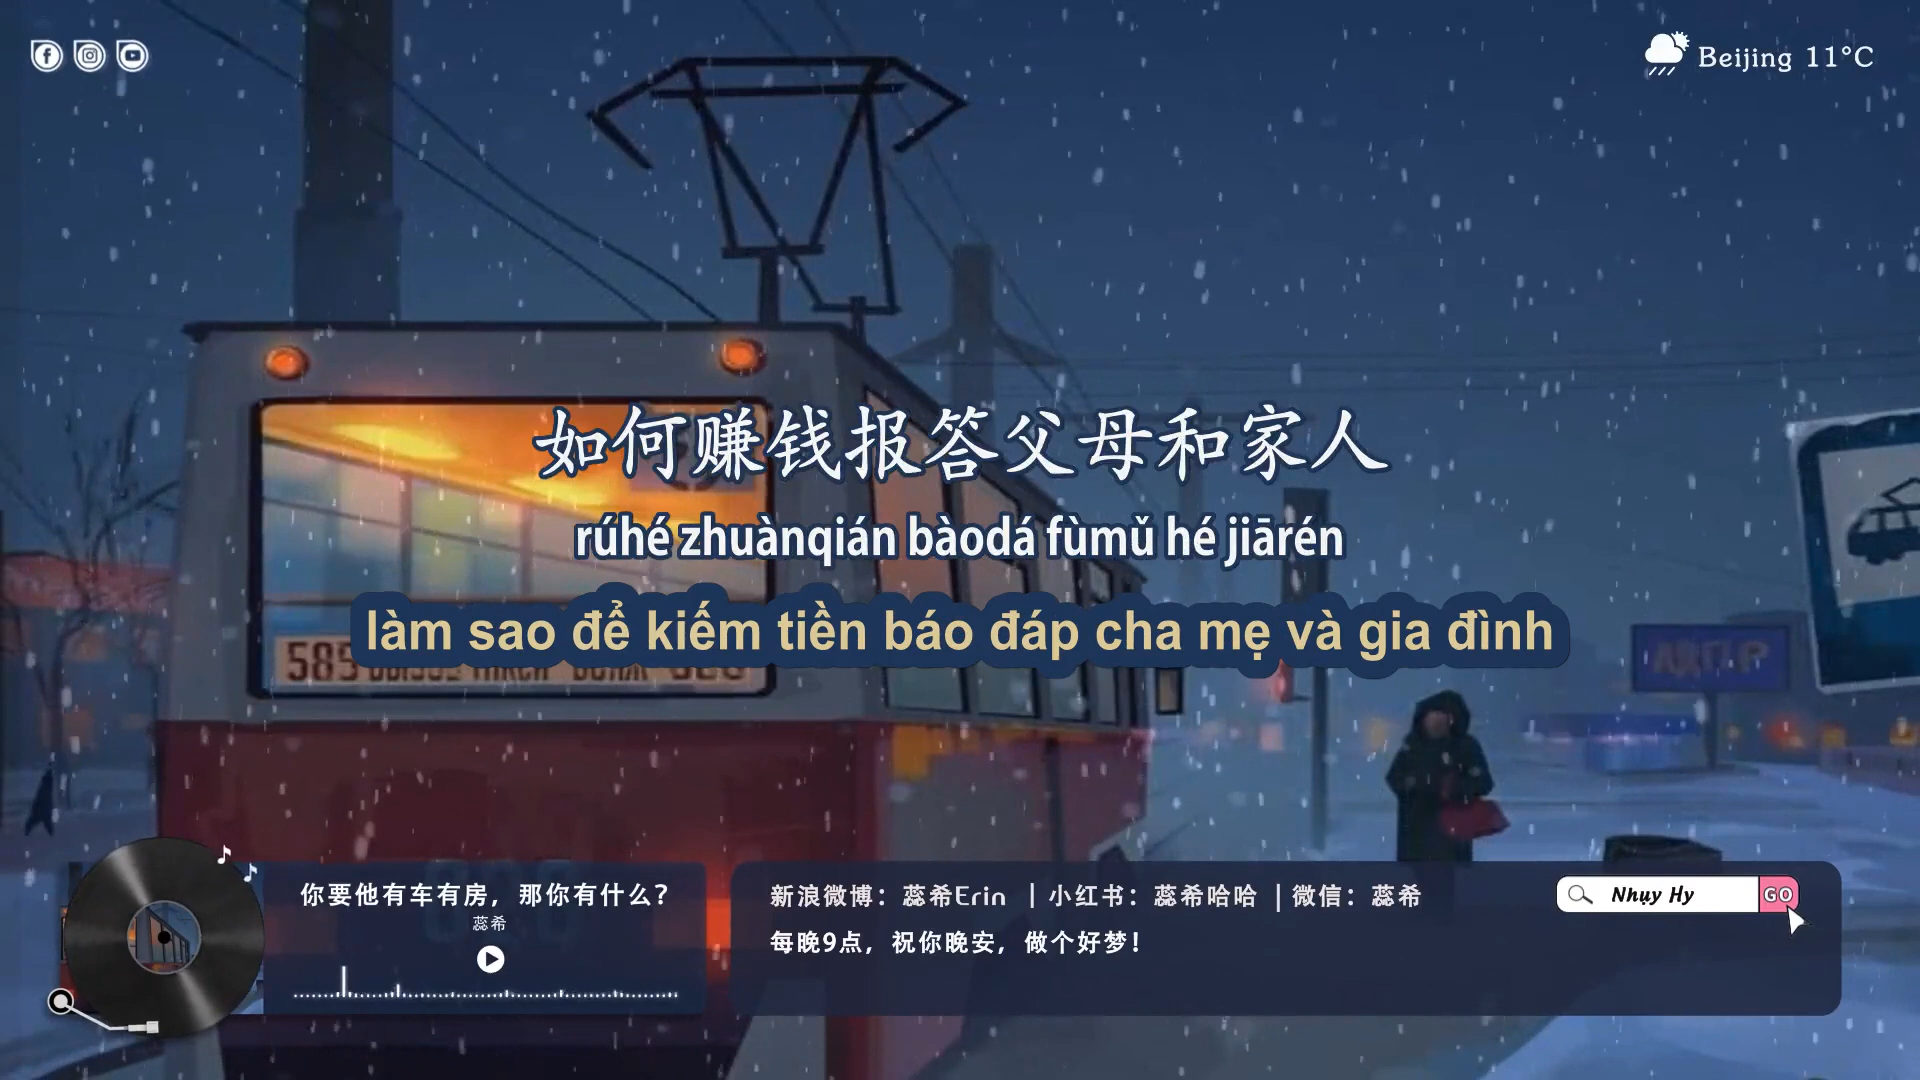 Beijing 11°C
如何赚钱报答父母和家人
rúhé zhuànqián bàodá fùmǔ hé jiārén
làm sao để kiếm tiền báo đáp cha mẹ và gia đình
585
你要他有车有房，那你有什么？
蕊希
新浪微博：蕊希Erin ｜小红书：蕊希哈哈 ｜微信：蕊希
每晚9点，祝你晚安，做个好梦！
Nhụy Hy
GO